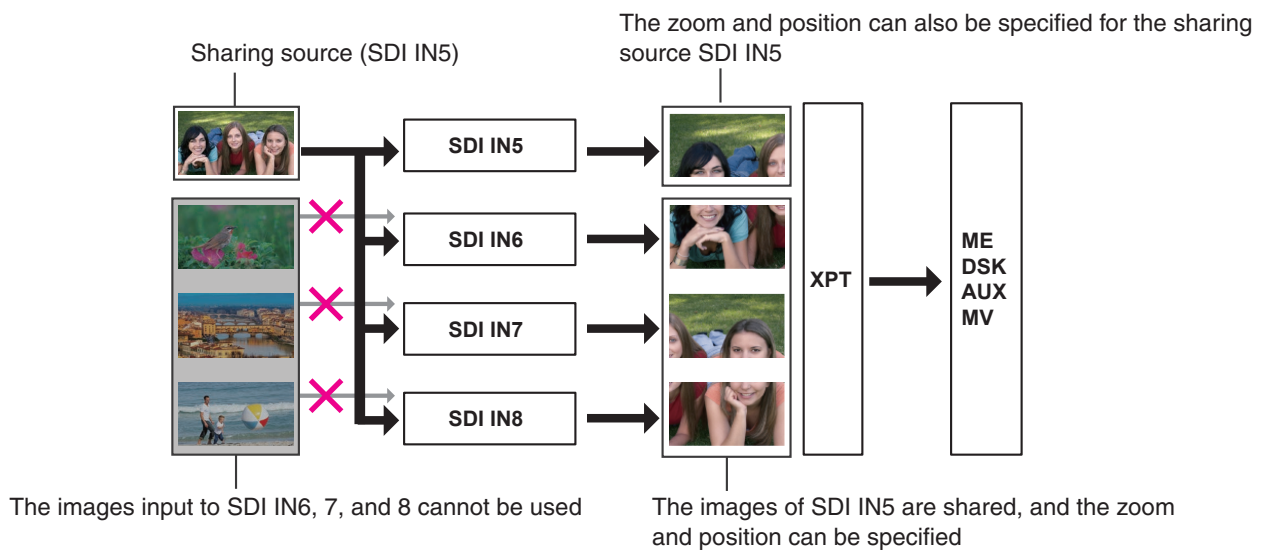 The zoom and position can also be specified for the sharing
source SDI IN5
Sharing source (SDI IN5)
SDI IN5
SDI IN6
SDI IN7
SDI IN8
XPT
ME
DSK
AUX
MV
The images input to SDI IN6, 7, and 8 cannot be used
The images of SDI IN5 are shared, and the zoom
and position can be specified